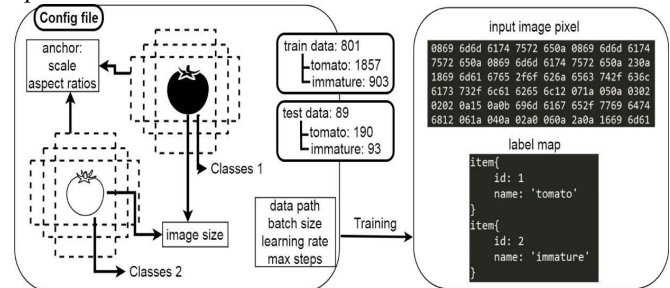 Config file
anchor:
scale
aspect ratios
Classes 1
Classes 2
image size
train data: 801
tomato: 1857
immature: 903
test data: 89
tomato: 190
immature: 93
data path
batch size
learning rate
max steps
Training
input image pixel
0869 6d6d 6174 7572 650a 0869 6d6d 6174
7572 650a 0869 6d6d 6174 7572 650a 230a
1869 6d61 6765 2f6f 626a 6563 742f 636c
6173 732f 6c61 6265 6c12 071a 050a 0302
0202 0a15 0a0b 696d 6167 652f 7769 6474
6812 061a 040a 02a0 060a 2a0a 1669 6d61
label map
item{
id: 1
name: 'tomato'
}
item{
id: 2
name: 'immature'
}